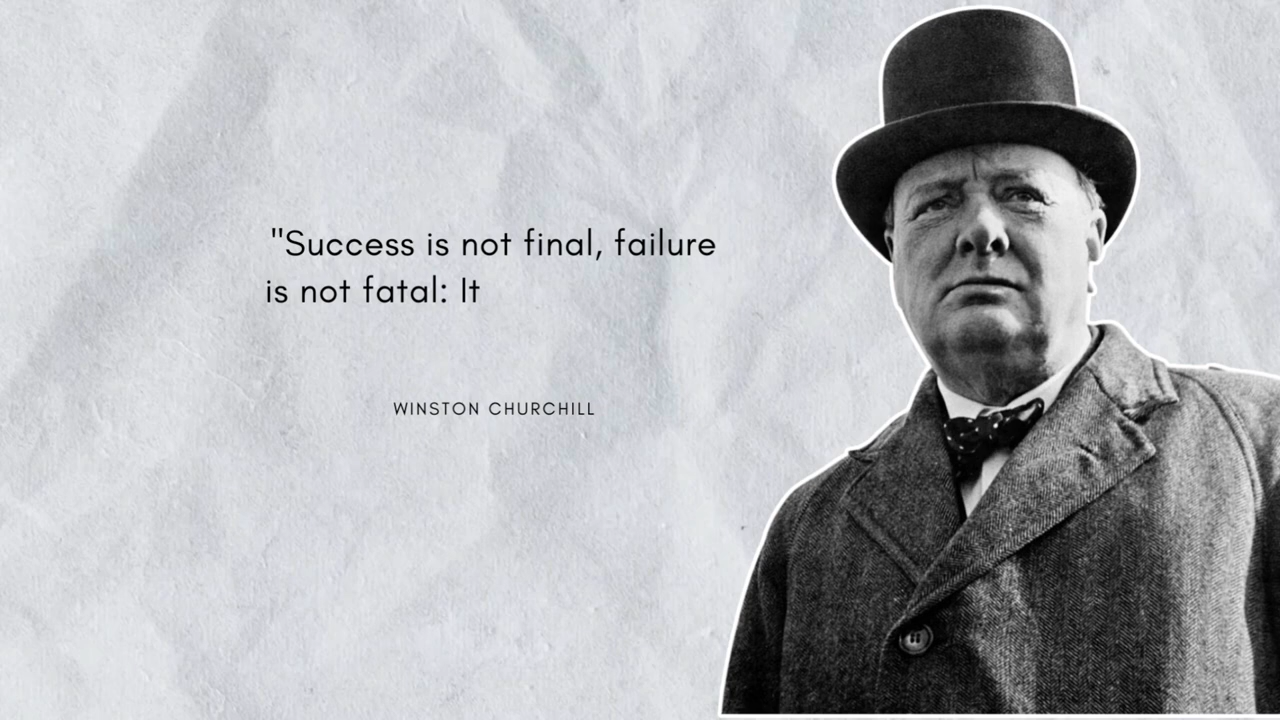 "Success is not final, failure
is not fatal: It
WINSTON CHURCHILL